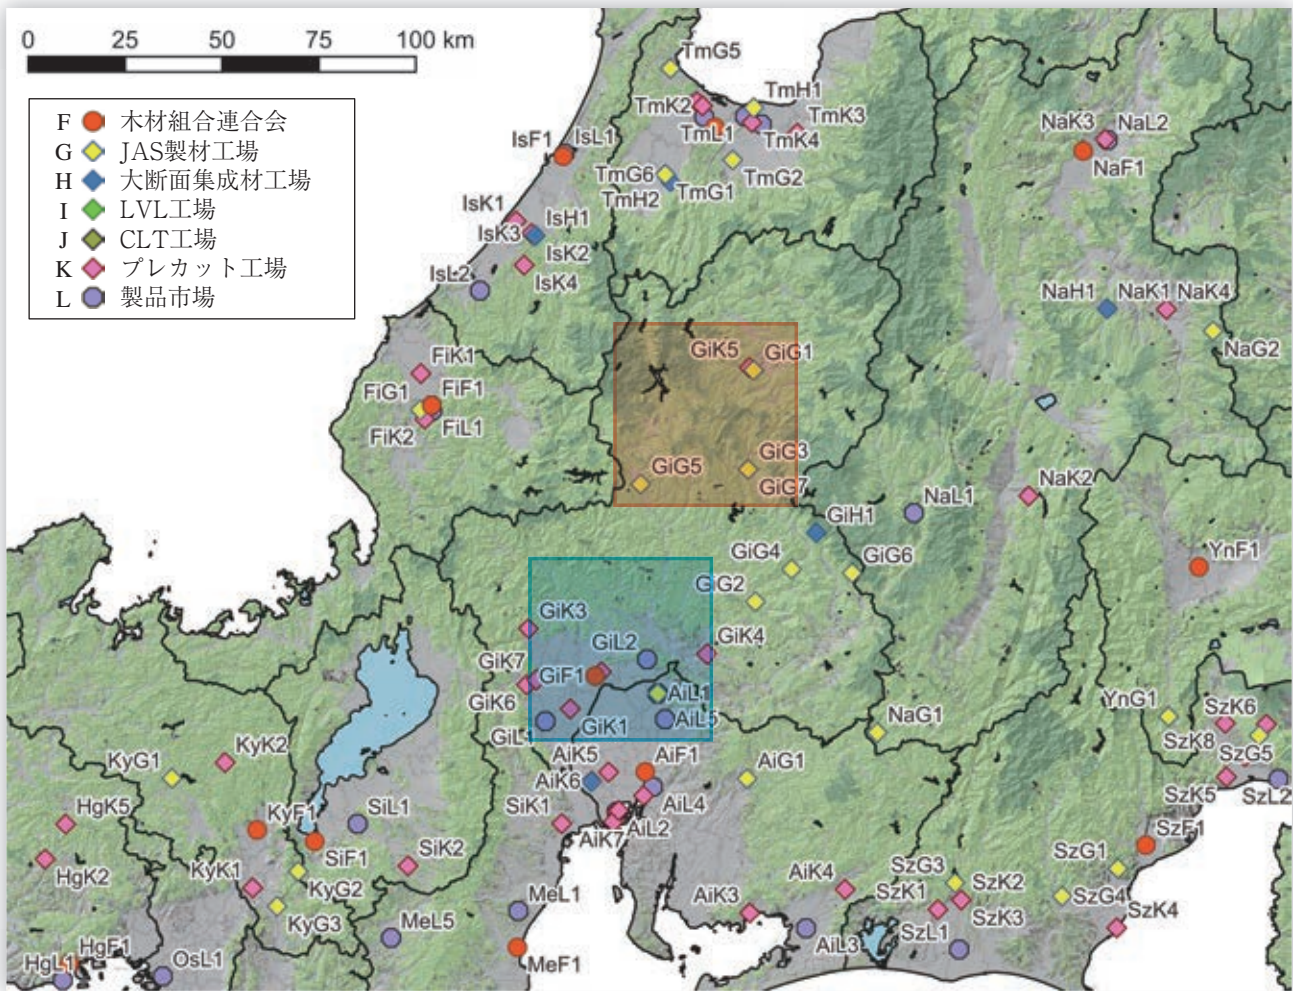 0 25 50 75 100 km
F 木材組合連合会
G JAS製材工場
H 大断面集成材工場
I LVL工場
J CLT工場
K プレカット工場
L 製品市場
TmG5
TmH1
TmK2
TmK3
TmL1
TmK4
IsF1
IsL1
TmG6
TmG1
TmG2
TmH2
NaK3
NaL2
NaF1
IsK1
IsH1
IsK3
IsK2
IsL2
IsK4
NaH1
NaK1
NaK4
NaG2
GiK5
GiG1
FiK1
FiG1
FiF1
FiK2
FiL1
GiG3
GiG5
GiG7
NaK2
NaL1
GiH1
GiG4
GiG6
YnF1
GiG2
GiK3
GiL2
GiK4
GiK7
GiF1
GiK6
AiL1
GiL1
GiK1
AiL5
NaG1
YnG1
SzK6
SzK8
SzG5
KyG1
KyK2
AiK5
AiF1
AiK6
AiG1
SzK5
SzL2
HgK5
KyF1
SiL1
SiK1
AiL4
AiK7
AiL2
SzF1
HgK2
SiF1
SiK2
KyK1
KyG2
KyG3
AiK4
SzG3
SzK2
SzG1
SzK1
SzG4
AiK3
SzK3
SzK4
MeL1
MeL5
AiL3
SzL1
HgF1
HgL1
OsL1
MeF1